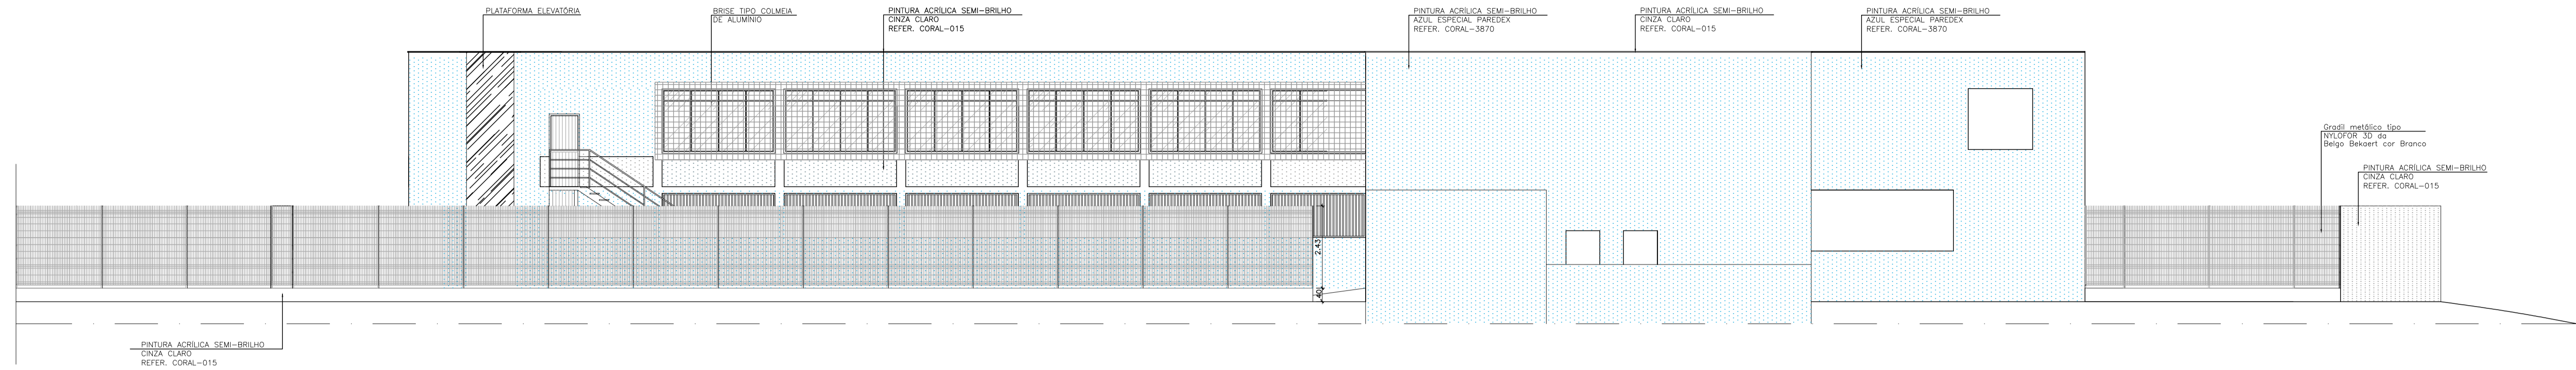 PLATAFORMA ELEVATÓRIA
BRISE TIPO COLMEIA
DE ALUMÍNIO
PINTURA ACRÍLICA SEMI-BRILHO
CINZA CLARO
REFER. CORAL-015
PINTURA ACRÍLICA SEMI-BRILHO
AZUL ESPECIAL PAREDEX
REFER. CORAL-3870
PINTURA ACRÍLICA SEMI-BRILHO
CINZA CLARO
REFER. CORAL-015
PINTURA ACRÍLICA SEMI-BRILHO
AZUL ESPECIAL PAREDEX
REFER. CORAL-3870
Gradil metálico tipo
NYLOFOR 3D da
Belgo Bekaert cor Branco
PINTURA ACRÍLICA SEMI-BRILHO
CINZA CLARO
REFER. CORAL-015
2.43
.40
PINTURA ACRÍLICA SEMI-BRILHO
CINZA CLARO
REFER. CORAL-015